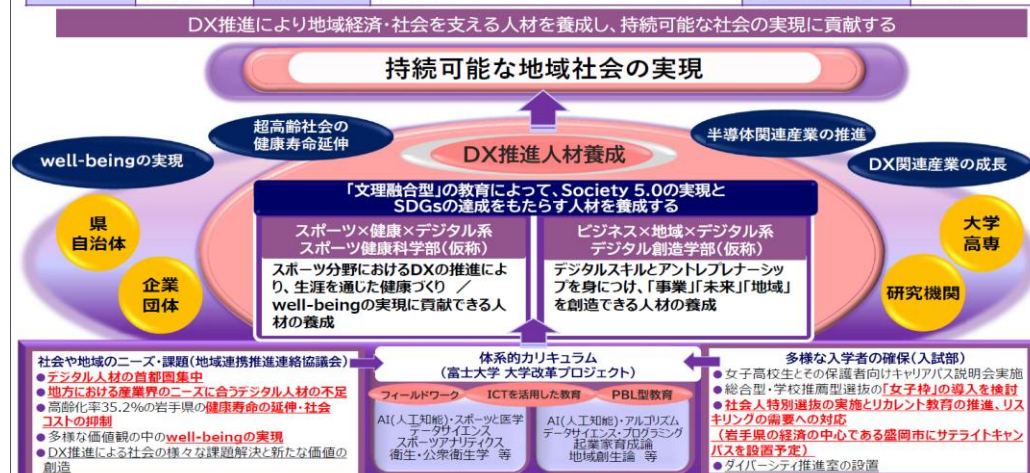 DX推進により地域経済・社会を支える人材を養成し、持続可能な社会の実現に貢献する
持続可能な地域社会の実現
超高齢社会の
健康寿命延伸
半導体関連産業の推進
well-beingの実現
DX推進人材養成
DX関連産業の成長
「文理融合型」の教育によって、Society 5.0の実現と
SDGsの達成をもたらす人材を養成する
県
自治体
企業
団体
大学
高専
研究機関
スポーツ×健康×デジタル系
スポーツ健康科学部(仮称)
スポーツ分野におけるDXの推進によ
り、生涯を通じた健康づくり ／
well-beingの実現に貢献できる人
材の養成
ビジネス×地域×デジタル系
デジタル創造学部(仮称)
デジタルスキルとアントレプレナーシッ
プを身につけ、「事業」「未来」「地域」
を創造できる人材の養成
社会や地域のニーズ・課題(地域連携推進連絡協議会)
●デジタル人材の首都圏集中
●地方における産業界のニーズに合うデジタル人材の不足
●高齢化率35.2%の岩手県の健康寿命の延伸・社会
コストの抑制
●多様な価値観の中のwell-beingの実現
●DX推進による社会の様々な課題解決と新たな価値の
創造
体系的カリキュラム
(富士大学 大学改革プロジェクト)
フィールドワーク ICTを活用した教育 PBL型教育
AI(人工知能)・スポーツと医学
データサイエンス
スポーツアナリティクス
衛生・公衆衛生学 等
AI(人工知能)・アルゴリズム
データサイエンス・プログラミング
起業家育成論
地域創生論 等
多様な入学者の確保(入試部)
●女子高校生とその保護者向けキャリアパス説明会実施
●総合型・学校推薦型選抜の「女子枠」の導入を検討
●社会人特別選抜の実施とリカレント教育の推進、リス
キリングの需要への対応
(岩手県の経済の中心である盛岡市にサテライトキャン
パスを設置予定)
●ダイバーシティ推進室の設置